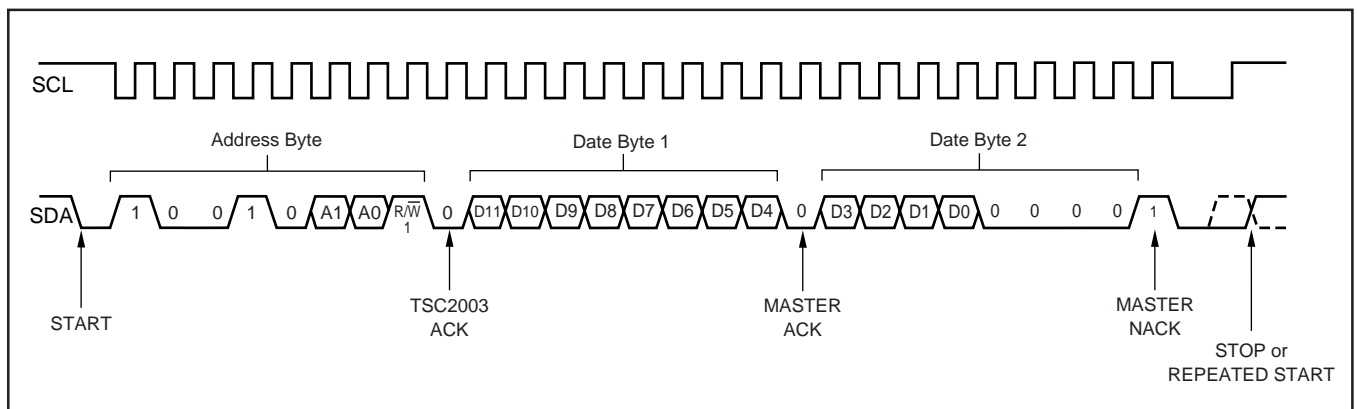 SCL
Address Byte
Date Byte 1
Date Byte 2
SDA
1 0 0 1 0 A1 A0 R/W̅ 1 0 D11 D10 D9 D8 D7 D6 D5 D4 0 D3 D2 D1 D0 0 0 0 0 1
START
TSC2003
ACK
MASTER
ACK
MASTER
NACK
STOP or
REPEATED START